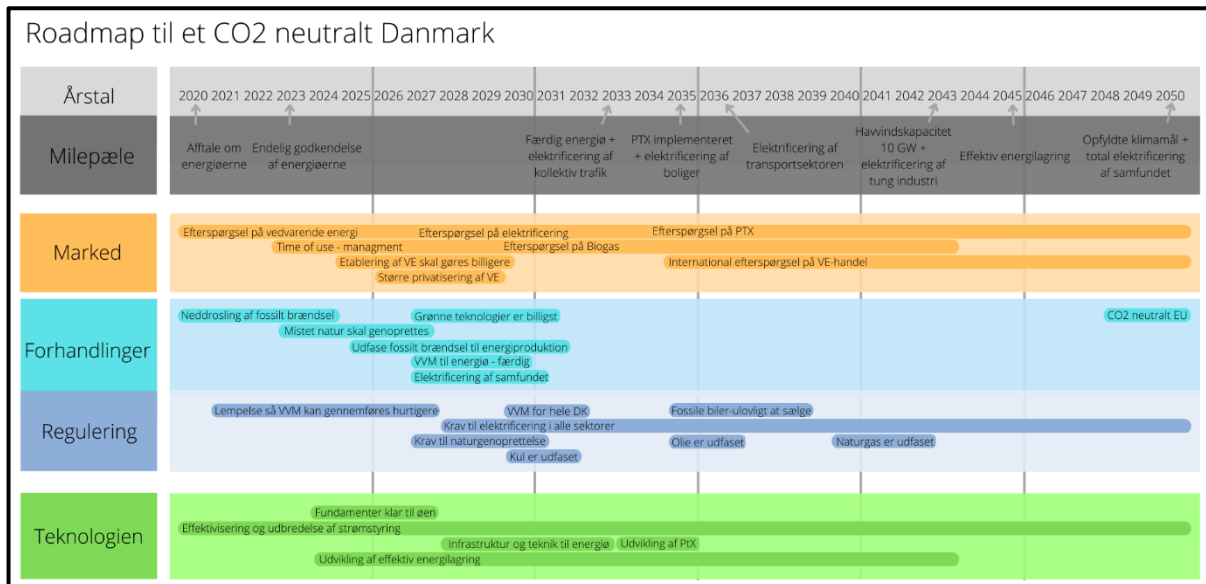 Roadmap til et CO2 neutralt Danmark
Årstal
2020 2021 2022 2023 2024 2025 2026 2027 2028 2029 2030 2031 2032 2033 2034 2035 2036 2037 2038 2039 2040 2041 2042 2043 2044 2045 2046 2047 2048 2049 2050
Milepæle
Afftale om
energiøerne
Endelig godkendelse
af energiøerne
Færdig energiø +
elektrificering af
kollektiv trafik
PTX implementeret
+ elektrificering af
boliger
Elektrificering af
transportsektoren
Havvindskapacitet
10 GW +
elektrificering af
tung industri
Effektiv energilagring
Opfyldte klimamål +
total elektrificering
af samfundet
Marked
Efterspørgsel på vedvarende energi
Efterspørgsel på elektrificering
Efterspørgsel på PTX
Time of use - managment
Efterspørgsel på Biogas
Etablering af VE skal gøres billigere
International efterspørgsel på VE-handel
Større privatisering af VE
Forhandlinger
Neddrosling af fossilt brændsel
Grønne teknologier er billigst
CO2 neutralt EU
Mistet natur skal genoprettes
Udfase fossilt brændsel til energiproduktion
VVM til energiø - færdig
Elektrificering af samfundet
Regulering
Lempelse så VVM kan gennemføres hurtigere
VVM for hele DK
Fossile biler-ulovligt at sælge
Krav til elektrificering i alle sektorer
Krav til naturgenoprettelse
Olie er udfaset
Naturgas er udfaset
Kul er udfaset
Teknologien
Fundamenter klar til øen
Effektivisering og udbredelse af strømstyring
Infrastruktur og teknik til energiø
Udvikling af PtX
Udvikling af effektiv energilagring